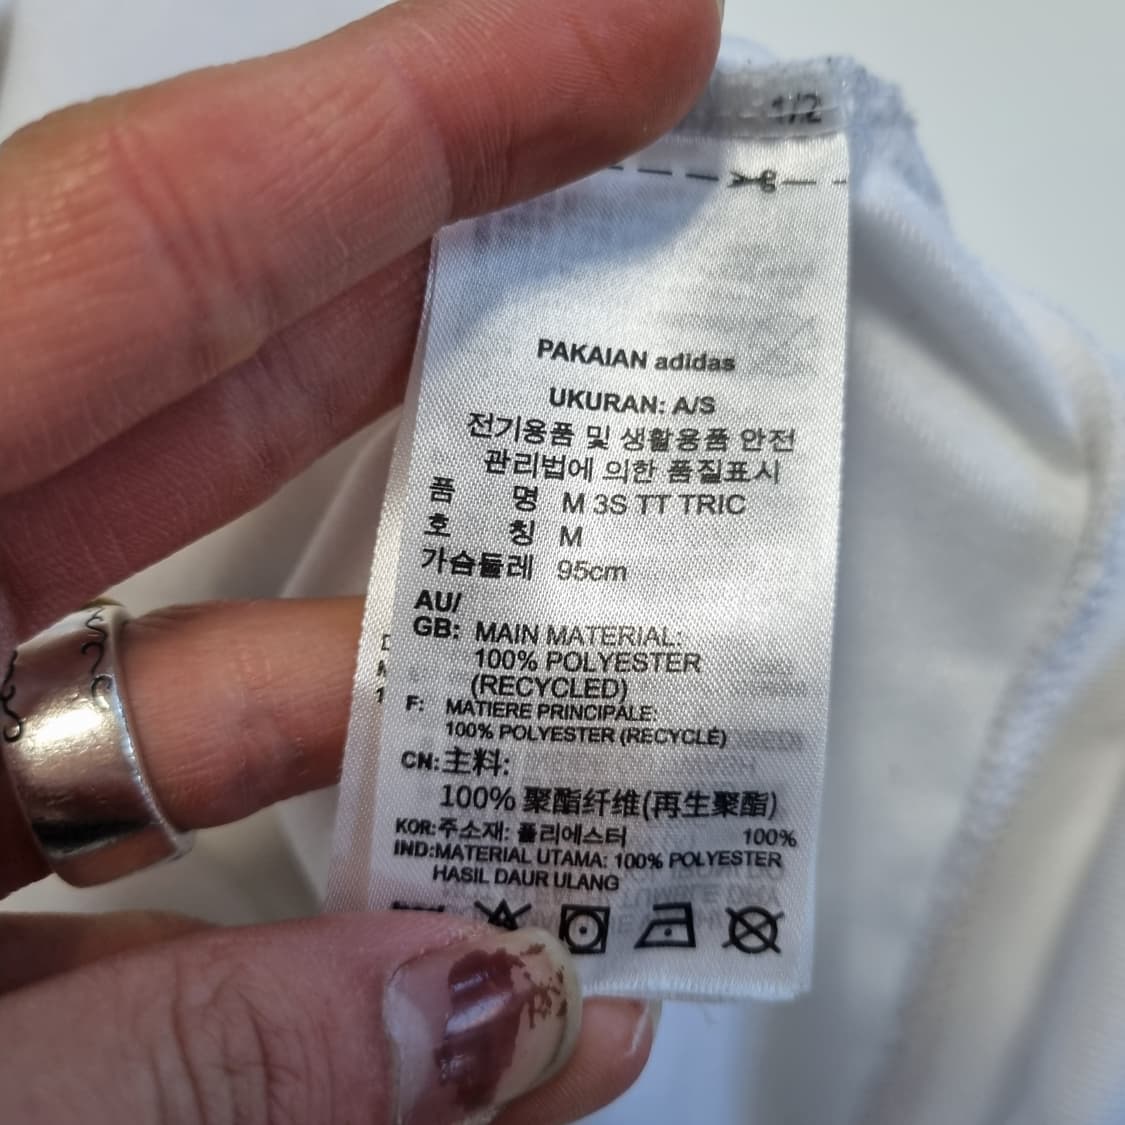 1/2
PAKAIAN adidas
UKURAN: A/S
전기용품 및 생활용품 안전
관리법에 의한 품질표시
품 명 M 3S TT TRIC
호 칭 M
가슴둘레 95cm
AU/
GB: MAIN MATERIAL:
100% POLYESTER
(RECYCLED)
F: MATIERE PRINCIPALE:
100% POLYESTER (RECYCLÉ)
CN: 主料:
100% 聚酯纤维(再生聚酯)
KOR: 주소재: 폴리에스터 100%
IND: MATERIAL UTAMA: 100% POLYESTER
HASIL DAUR ULANG